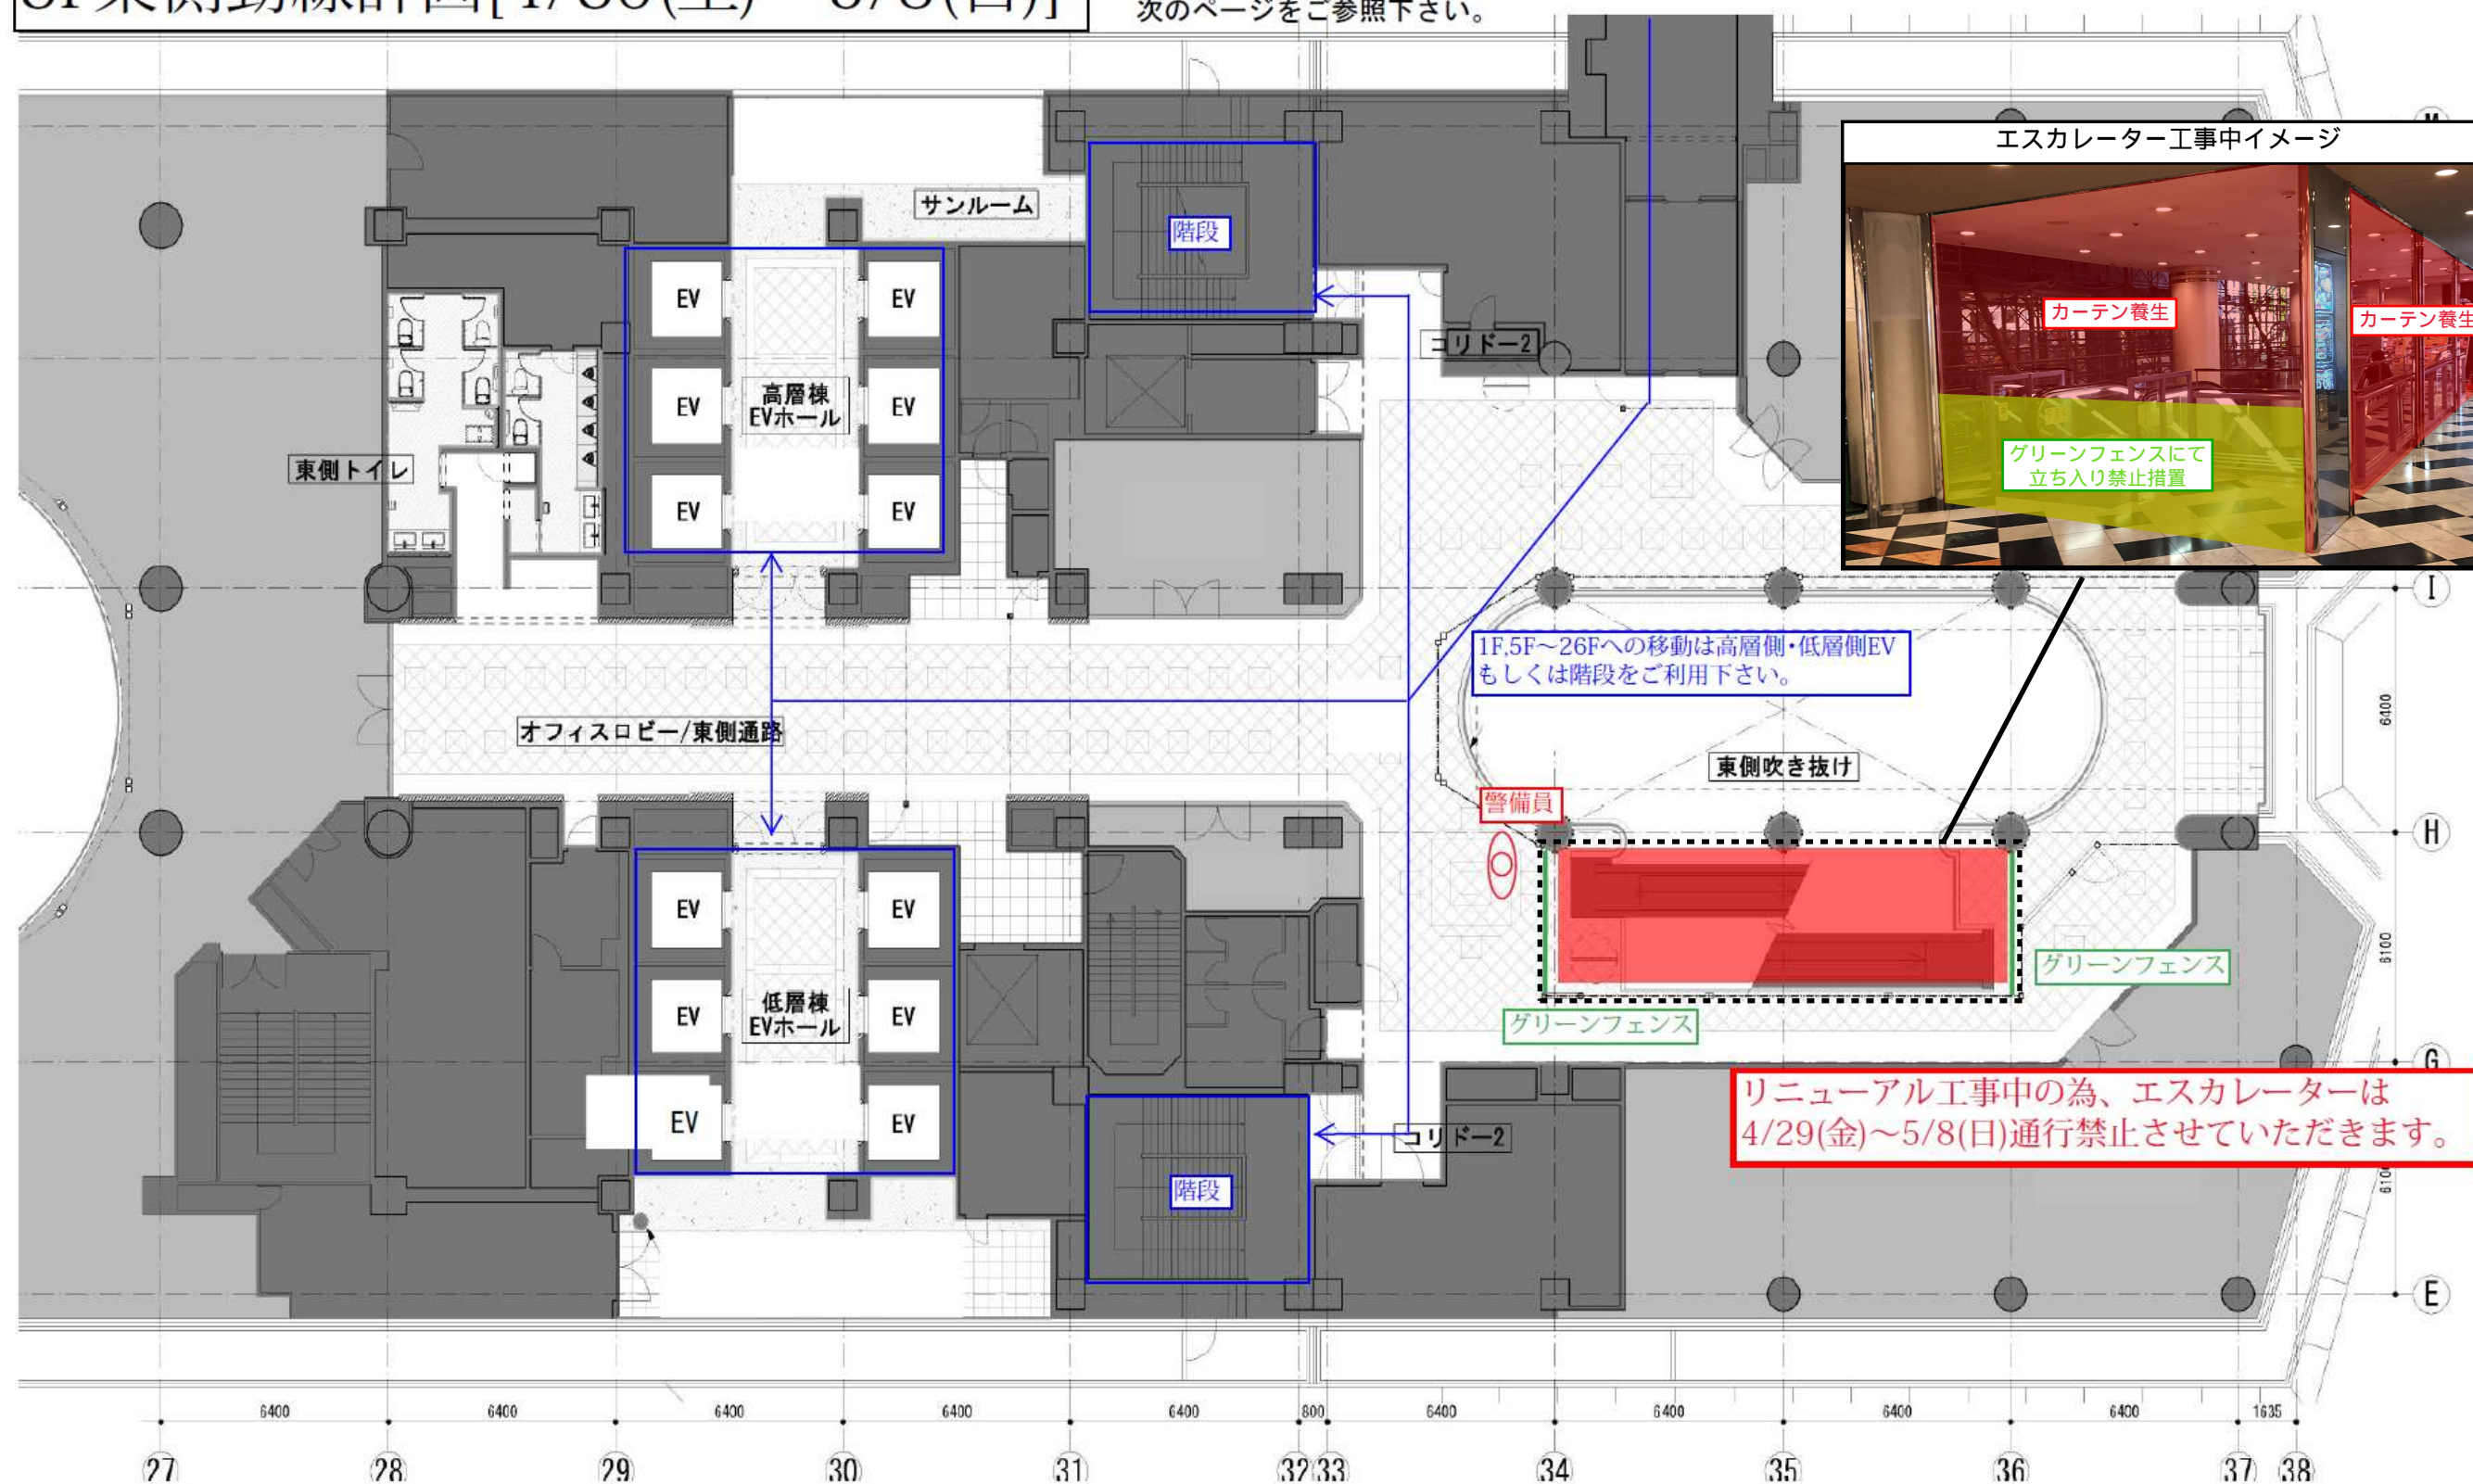 次のページをご参照下さい。
エスカレーター工事中イメージ
カーテン養生
カーテン養生
グリーンフェンスにて
立ち入り禁止措置
サンルーム
階段
EV
EV
EV
EV
EV
EV
高層棟
EVホール
コリドー2
東側トイレ
I
1F,5F〜26Fへの移動は高層側・低層側EV
もしくは階段をご利用下さい。
6400
オフィスロビー/東側通路
東側吹き抜け
警備員
H
EV
EV
EV
EV
EV
EV
低層棟
EVホール
6100
グリーンフェンス
グリーンフェンス
G
リニューアル工事中の為、エスカレーターは
4/29(金)〜5/8(日)通行禁止させていただきます。
コリドー2
階段
E
6400 6400 6400 6400 6400 800 6400 6400 6400 6400 1635
27 28 29 30 31 32 33 34 35 36 37 38